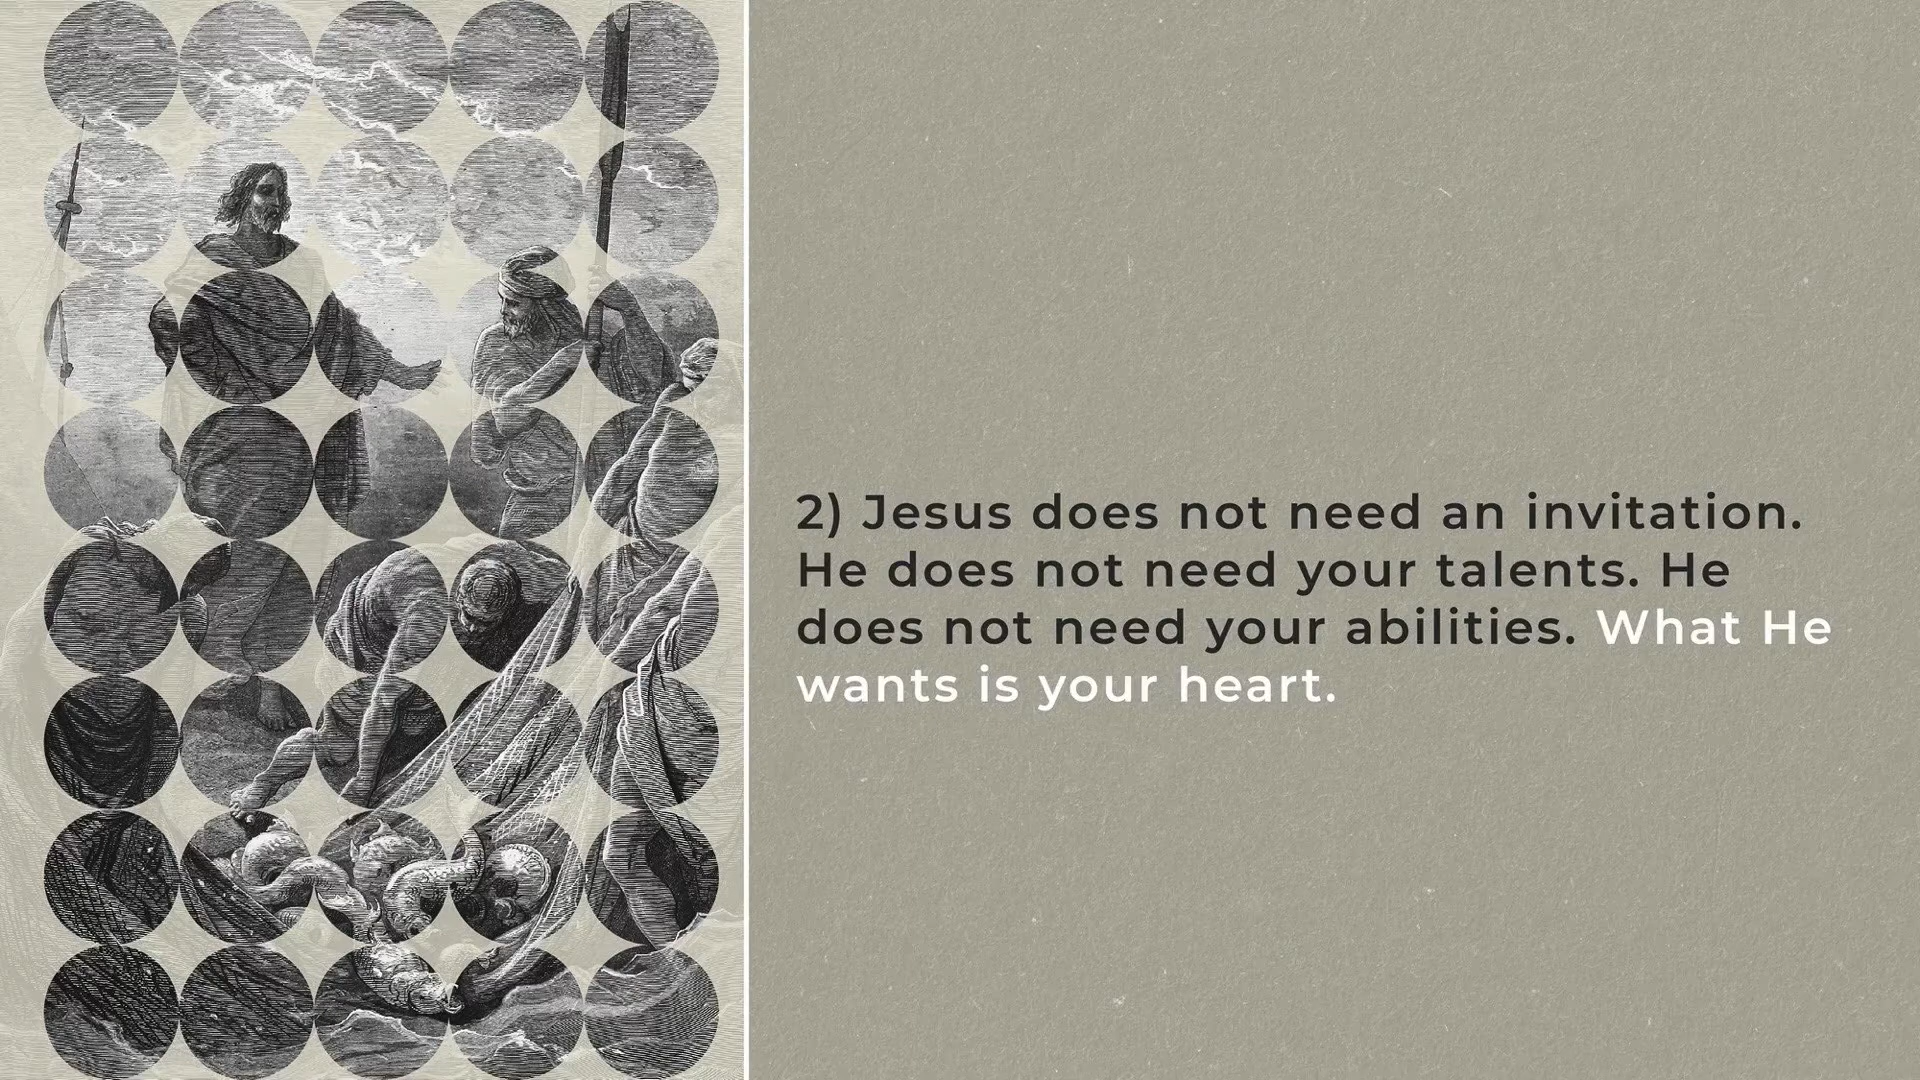 2) Jesus does not need an invitation.
He does not need your talents. He
does not need your abilities. What He
wants is your heart.